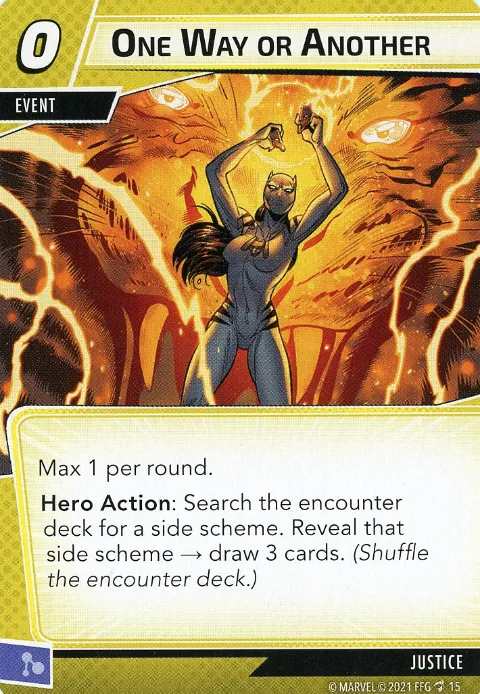 0
ONE WAY OR ANOTHER
EVENT
Max 1 per round.
Hero Action: Search the encounter
deck for a side scheme. Reveal that
side scheme → draw 3 cards. (Shuffle
the encounter deck.)
JUSTICE
© MARVEL © 2021 FFG 15